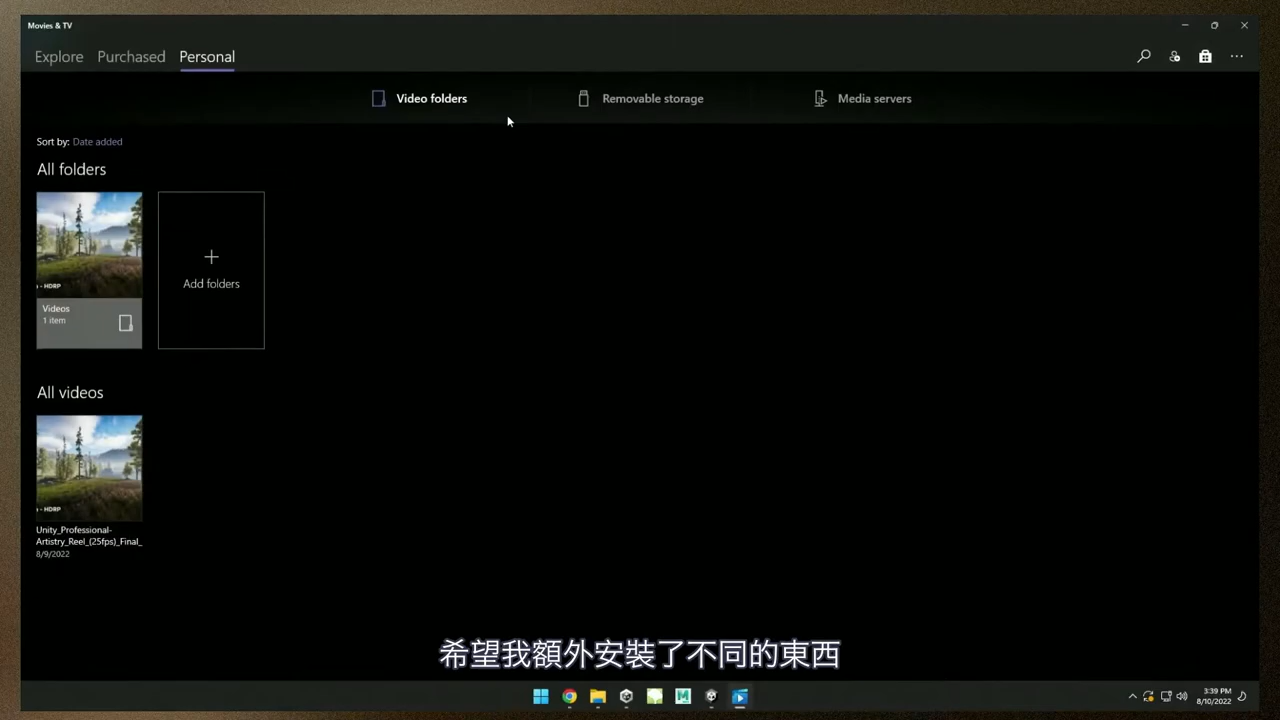 Movies & TV
Explore Purchased Personal
Video folders Removable storage Media servers
Sort by: Date added
All folders
- HDRP
Videos
1 item
Add folders
All videos
- HDRP
Unity_Professional-
Artistry_Reel_(25fps)_Final_
8/9/2022
希望我額外安裝了不同的東西
3:39 PM
8/10/2022